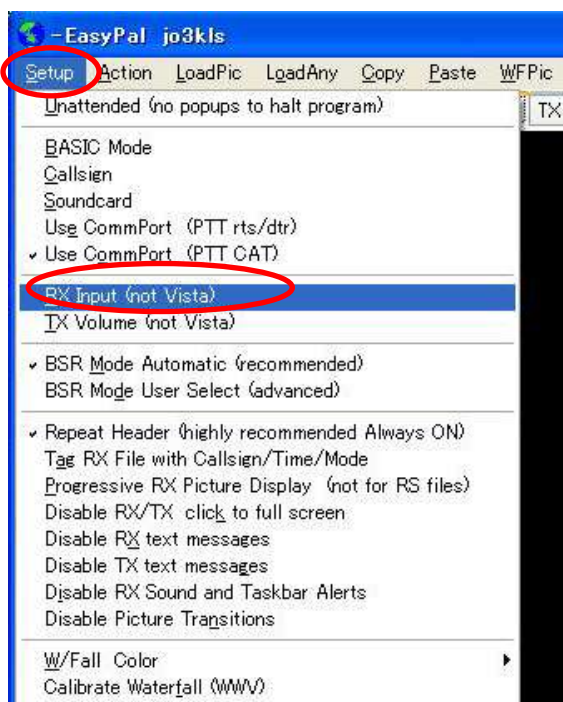 -EasyPal jo3kls
Setup Action LoadPic LoadAny Copy Paste WFPic
Unattended (no popups to halt program)
TX
BASIC Mode
Callsign
Soundcard
Use CommPort (PTT rts/dtr)
Use CommPort (PTT CAT)
RX Input (not Vista)
TX Volume (not Vista)
BSR Mode Automatic (recommended)
BSR Mode User Select (advanced)
Repeat Header (highly recommended Always ON)
Tag RX File with Callsign/Time/Mode
Progressive RX Picture Display (not for RS files)
Disable RX/TX click to full screen
Disable RX text messages
Disable TX text messages
Disable RX Sound and Taskbar Alerts
Disable Picture Transitions
W/Fall Color
Calibrate Waterfall (WWV)